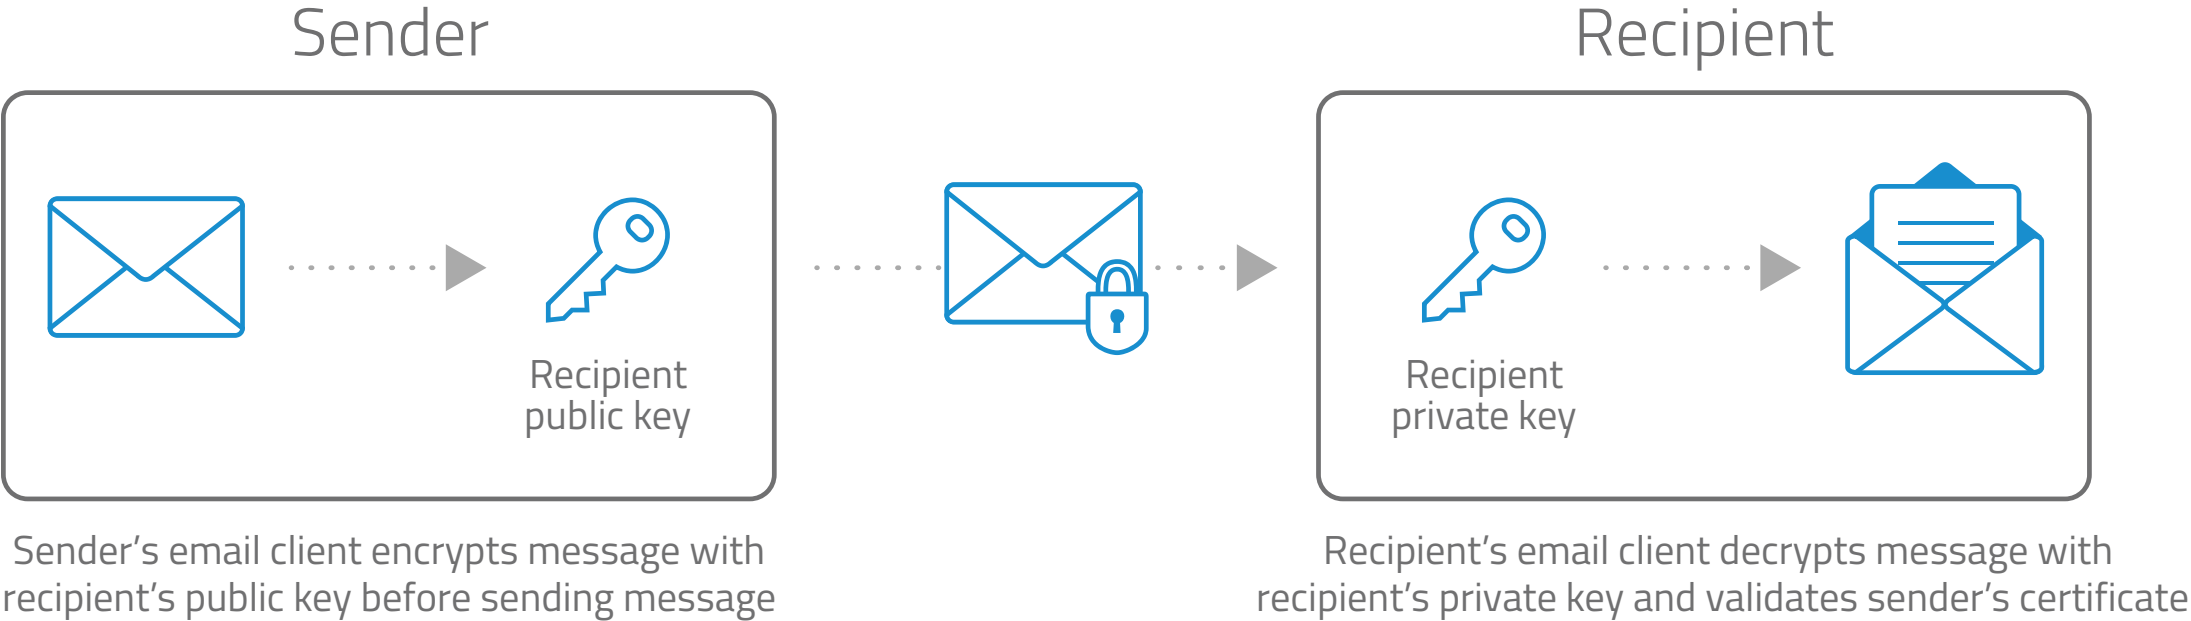 Sender
Recipient
Recipient
public key
Recipient
private key
Sender’s email client encrypts message with
recipient’s public key before sending message
Recipient’s email client decrypts message with
recipient’s private key and validates sender’s certificate